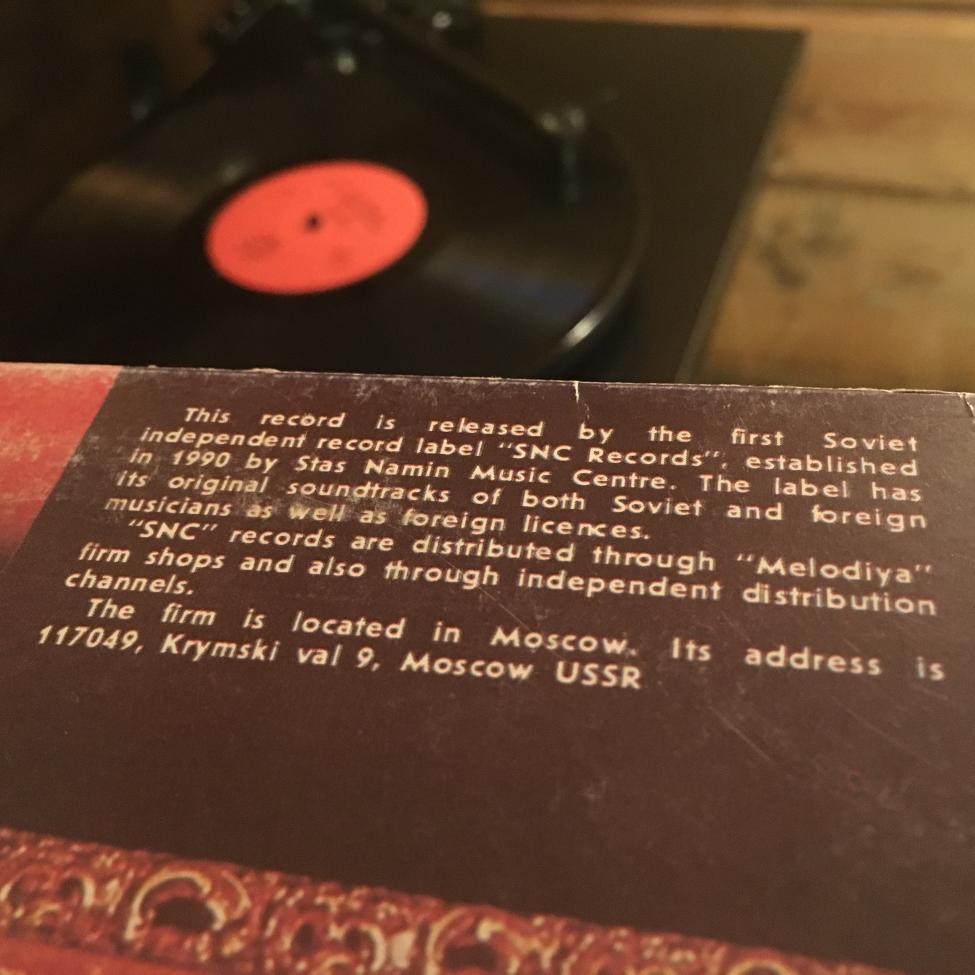 This record is released by the first Soviet
independent record label "SNC Records", established
in 1990 by Stas Namin Music Centre. The label has
its original soundtracks of both Soviet and foreign
musicians as well as foreign licences.
"SNC" records are distributed through "Melodiya"
firm shops and also through independent distribution
channels.
The firm is located in Moscow. Its address is
117049, Krymski val 9, Moscow USSR